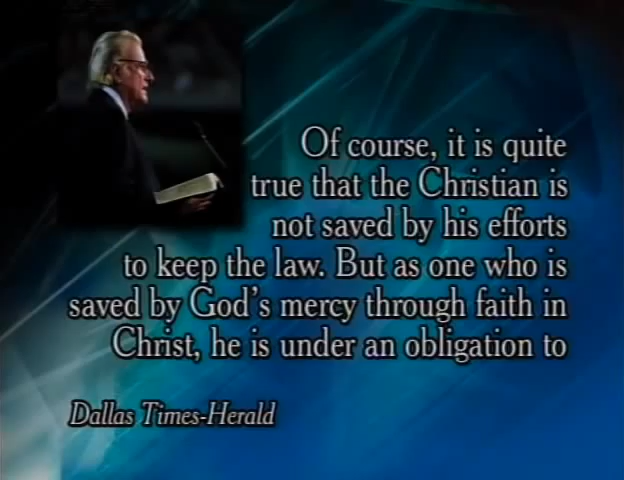 Of course, it is quite
true that the Christian is
not saved by his efforts
to keep the law. But as one who is
saved by God's mercy through faith in
Christ, he is under an obligation to
Dallas Times-Herald